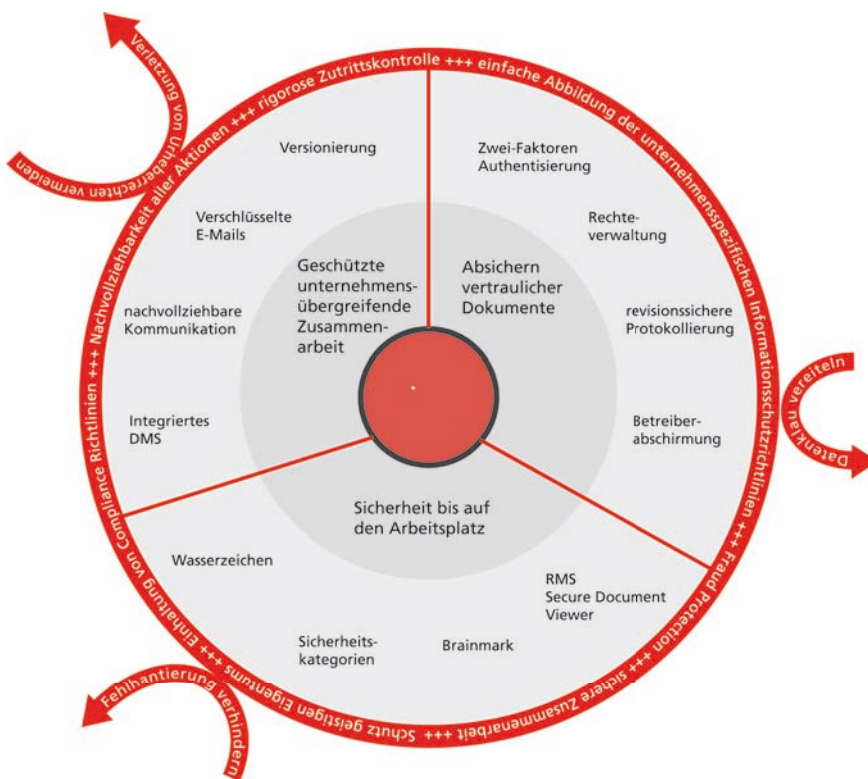 Verletzung von Urheberrechten vermeiden
Nachvollziehbarkeit aller Aktionen +++ rigorose Zutrittskontrolle +++ einfache Abbildung der unternehmensspezifischen Informationsschutzrichtlinien +++ Fraud Protection +++ sichere Zusammenarbeit +++ Schutz geistigen Eigentums +++ Einhaltung von Compliance Richtlinien +++
Versionierung
Verschlüsselte
E-Mails
nachvollziehbare
Kommunikation
Integriertes
DMS
Geschützte
unternehmens-
übergreifende
Zusammen-
arbeit
Zwei-Faktoren
Authentisierung
Rechte-
verwaltung
revisionssichere
Protokollierung
Betreiber-
abschirmung
Absichern
vertraulicher
Dokumente
Datenklau vereiteln
Sicherheit bis auf
den Arbeitsplatz
Wasserzeichen
Sicherheits-
kategorien
Brainmark
RMS
Secure Document
Viewer
Fehlhantierung verhindern